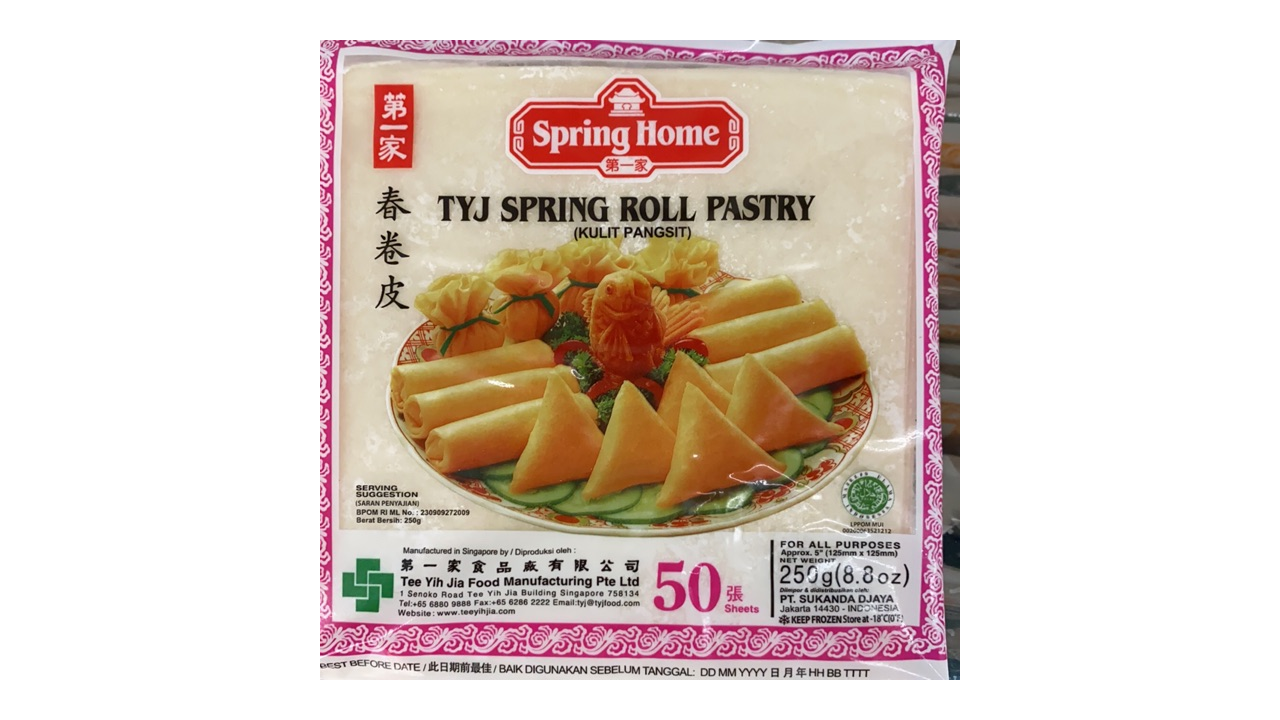 第一家
春卷皮
Spring Home
第一家
TYJ SPRING ROLL PASTRY
(KULIT PANGSIT)
SERVING
SUGGESTION
(SARAN PENYAJIAN)
BPOM RI ML No.: 230909272009
Berat Bersih: 250g
LPPOM MUI
Manufactured in Singapore by / Diproduksi oleh :
第一家食品廠有限公司
Tee Yih Jia Food Manufacturing Pte Ltd
1 Senoko Road Tee Yih Jia Building Singapore 758134
Tel:+65 6880 9888 Fax:+65 6286 2222 Email:tyj@tyjfood.com
Website: www.teeyihjia.com
50 張
Sheets
FOR ALL PURPOSES
Approx. 5" (125mm x 125mm)
NET WEIGHT
250g(8.8oz)
Diimpor & didistribusikan oleh:
PT. SUKANDA DJAYA
Jakarta 14430 - INDONESIA
KEEP FROZEN Store at -18°C(0°F)
BEST BEFORE DATE / 此日期前最佳 / BAIK DIGUNAKAN SEBELUM TANGGAL: DD MM YYYY 日 月 年 HH BB TTTT